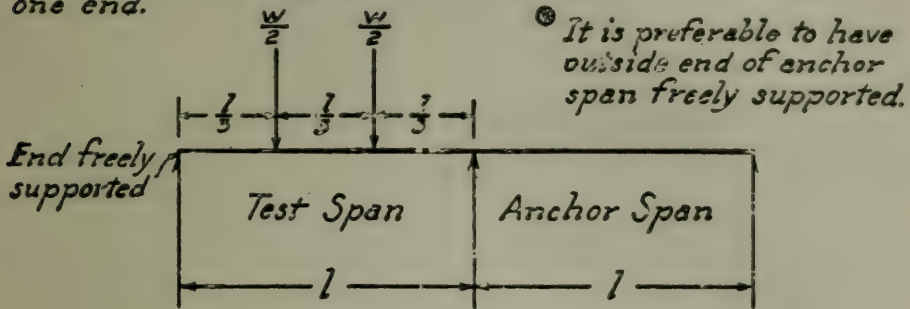 one end.
W/2 W/2
® It is preferable to have
outside end of anchor
span freely supported.
l/3 l/3 l/3
End freely
supported
Test Span Anchor Span
l l